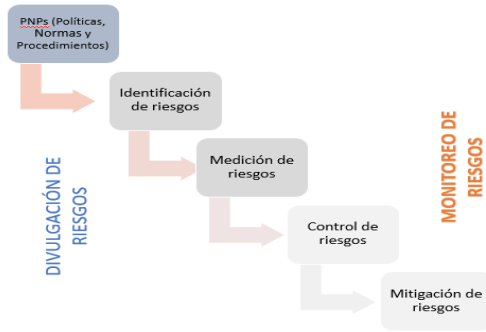 PNPs (Políticas,
Normas y
Procedimientos)
Identificación
de riesgos
Medición de
riesgos
Control de
riesgos
Mitigación de
riesgos
DIVULGACIÓN DE
RIESGOS
MONITOREO DE
RIESGOS